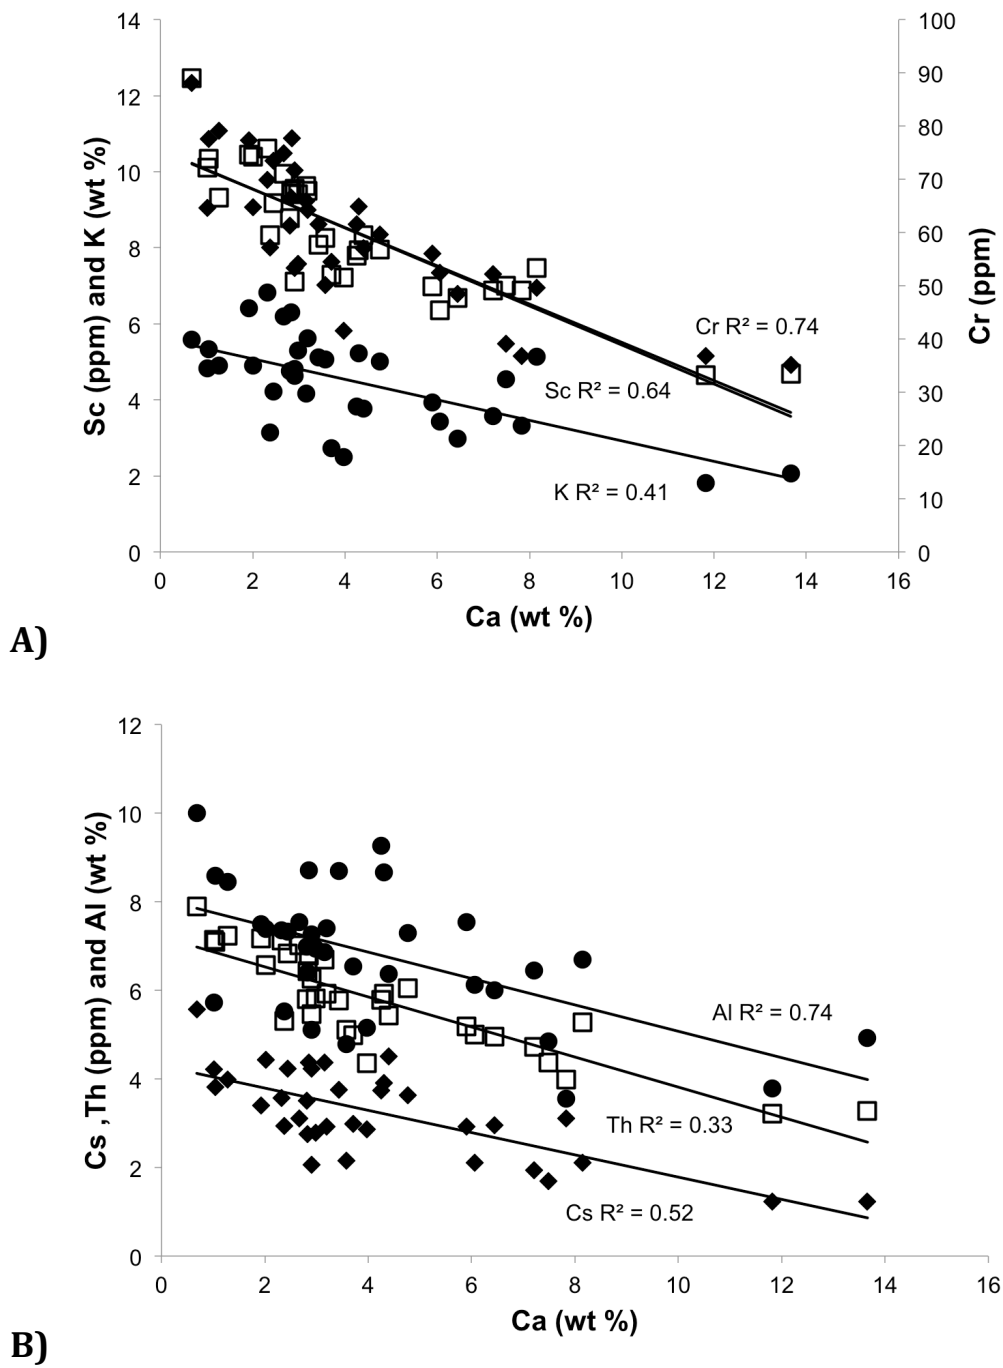 14
12
10
8
6
4
2
0
Sc (ppm) and K (wt %)
100
90
80
70
60
50
40
30
20
10
0
Cr (ppm)
Cr R² = 0.74
Sc R² = 0.64
K R² = 0.41
0 2 4 6 8 10 12 14 16
Ca (wt %)
A)
12
10
8
6
4
2
0
Cs ,Th (ppm) and Al (wt %)
Al R² = 0.74
Th R² = 0.33
Cs R² = 0.52
0 2 4 6 8 10 12 14 16
Ca (wt %)
B)